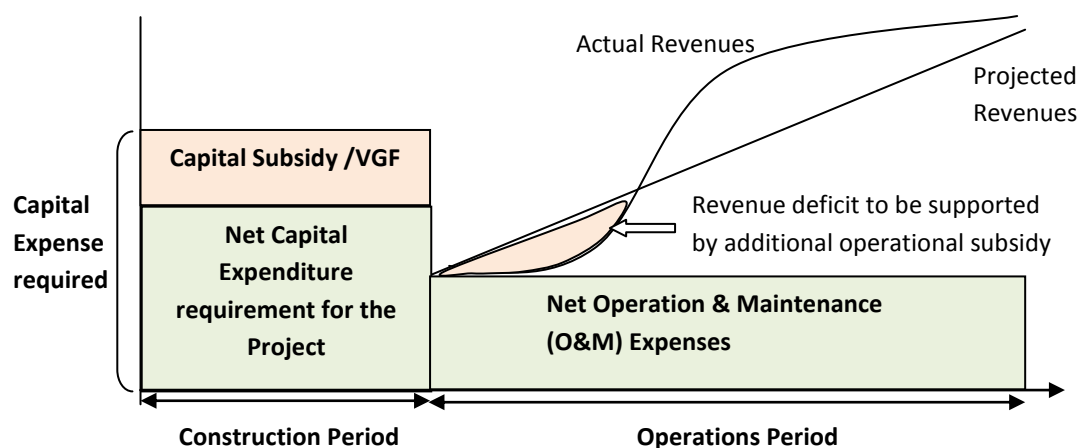 Actual Revenues
Projected
Revenues
Capital Subsidy /VGF
Capital
Expense
required
Net Capital
Expenditure
requirement for the
Project
Revenue deficit to be supported
by additional operational subsidy
Net Operation & Maintenance
(O&M) Expenses
Construction Period
Operations Period